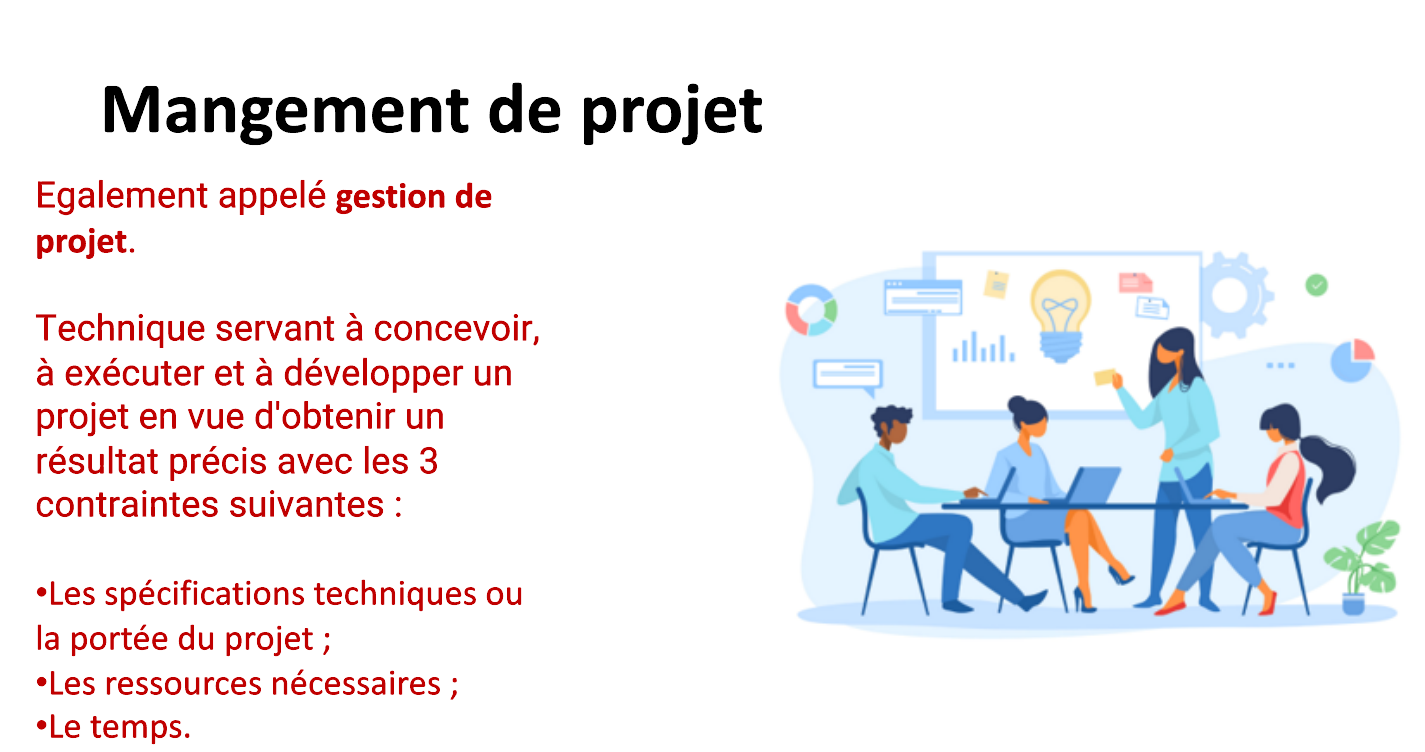 Mangement de projet
Egalement appelé gestion de
projet.
Technique servant à concevoir,
à exécuter et à développer un
projet en vue d'obtenir un
résultat précis avec les 3
contraintes suivantes :
•Les spécifications techniques ou
la portée du projet ;
•Les ressources nécessaires ;
•Le temps.